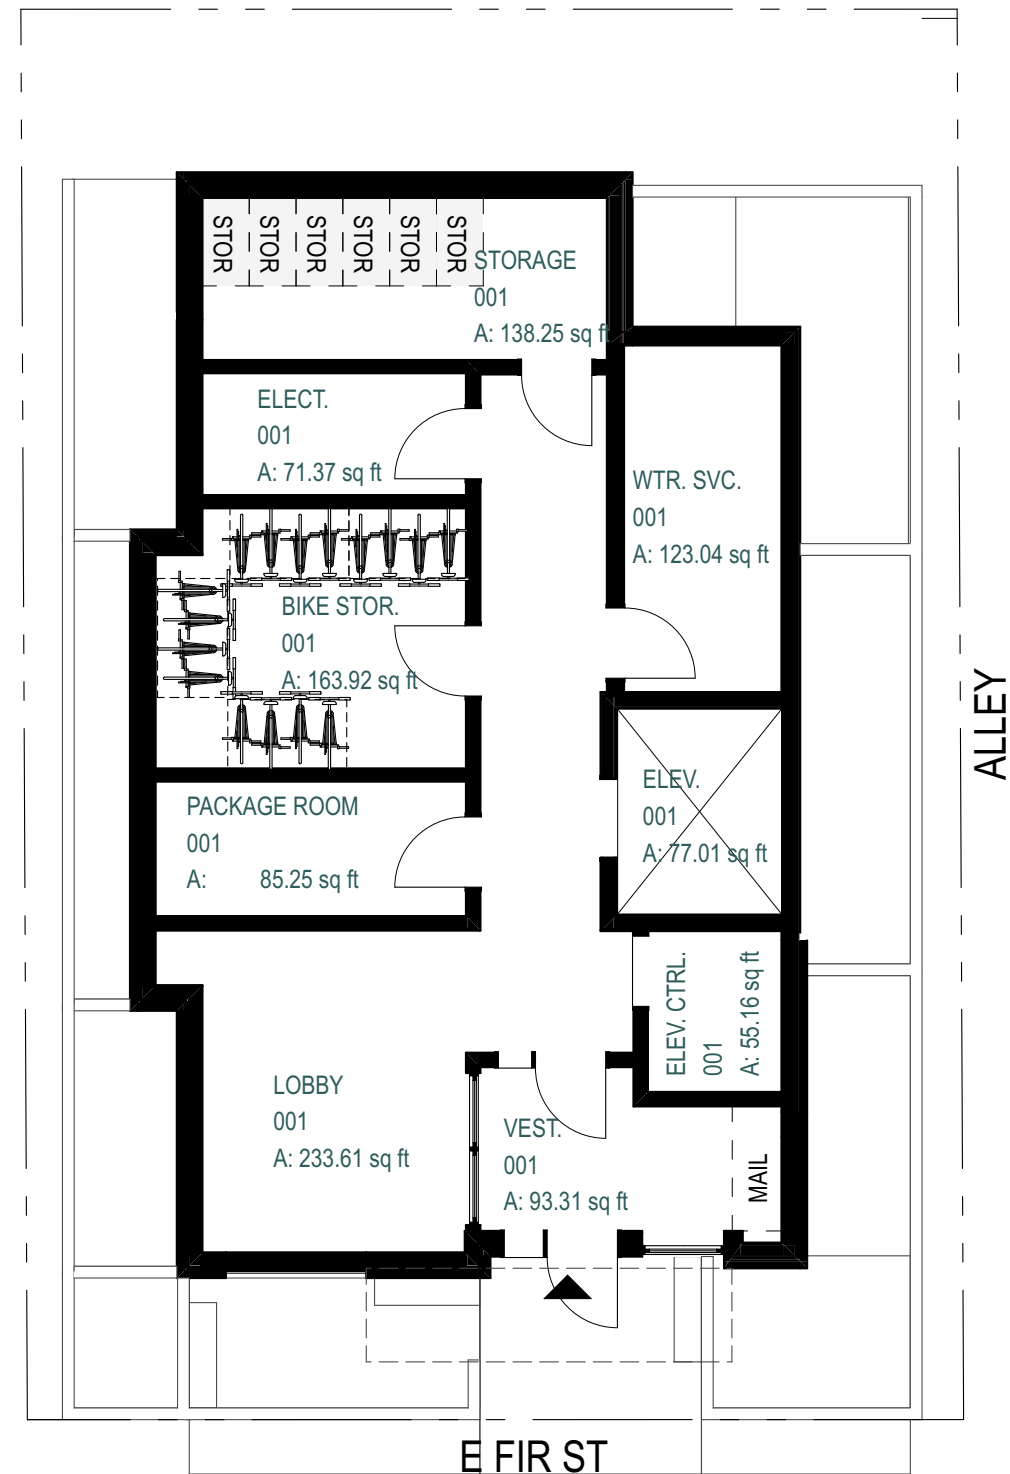 STOR
STOR
STOR
STOR
STOR
STOR
STORAGE
001
A: 138.25 sq ft
ELECT.
001
A: 71.37 sq ft
WTR. SVC.
001
A: 123.04 sq ft
BIKE STOR.
001
A: 163.92 sq ft
ALLEY
ELEV.
001
A: 77.01 sq ft
PACKAGE ROOM
001
A: 85.25 sq ft
ELEV. CTRL.
001
A: 55.16 sq ft
LOBBY
001
A: 233.61 sq ft
VEST.
001
A: 93.31 sq ft
MAIL
E FIR ST